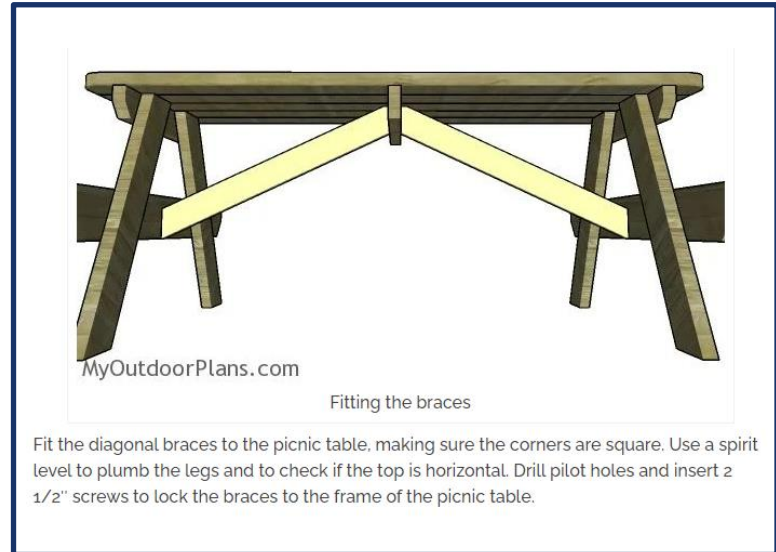 MyOutdoorPlans.com
Fitting the braces
Fit the diagonal braces to the picnic table, making sure the corners are square. Use a spirit
level to plumb the legs and to check if the top is horizontal. Drill pilot holes and insert 2
1/2″ screws to lock the braces to the frame of the picnic table.